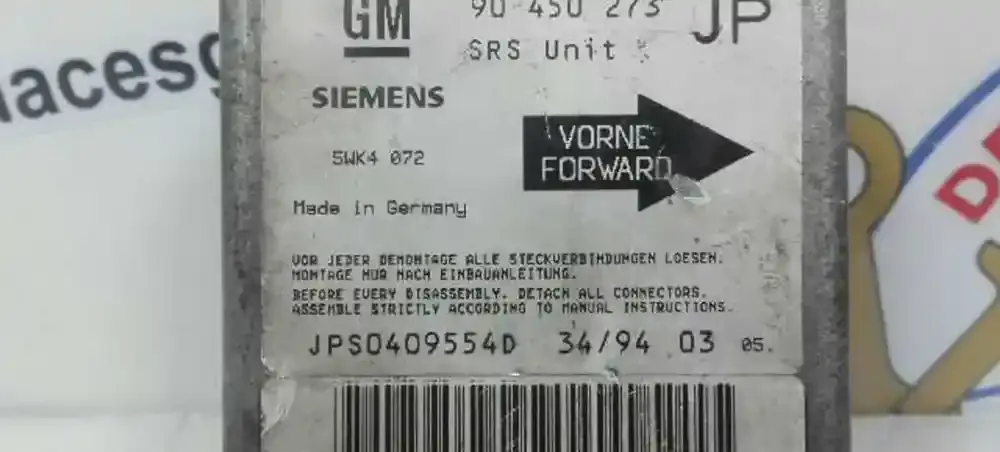 GM
90 450 273 JP
SRS Unit
SIEMENS
VORNE
FORWARD
5WK4 072
Made in Germany
VOR JEDER DEMONTAGE ALLE STECKVERBINDUNGEN LOESEN.
MONTAGE NUR NACH EINBAUANLEITUNG.
BEFORE EVERY DISASSEMBLY. DETACH ALL CONNECTORS.
ASSEMBLE STRICTLY ACCORDING TO MANUAL INSTRUCTIONS.
JPS0409554D 34/94 03 05.